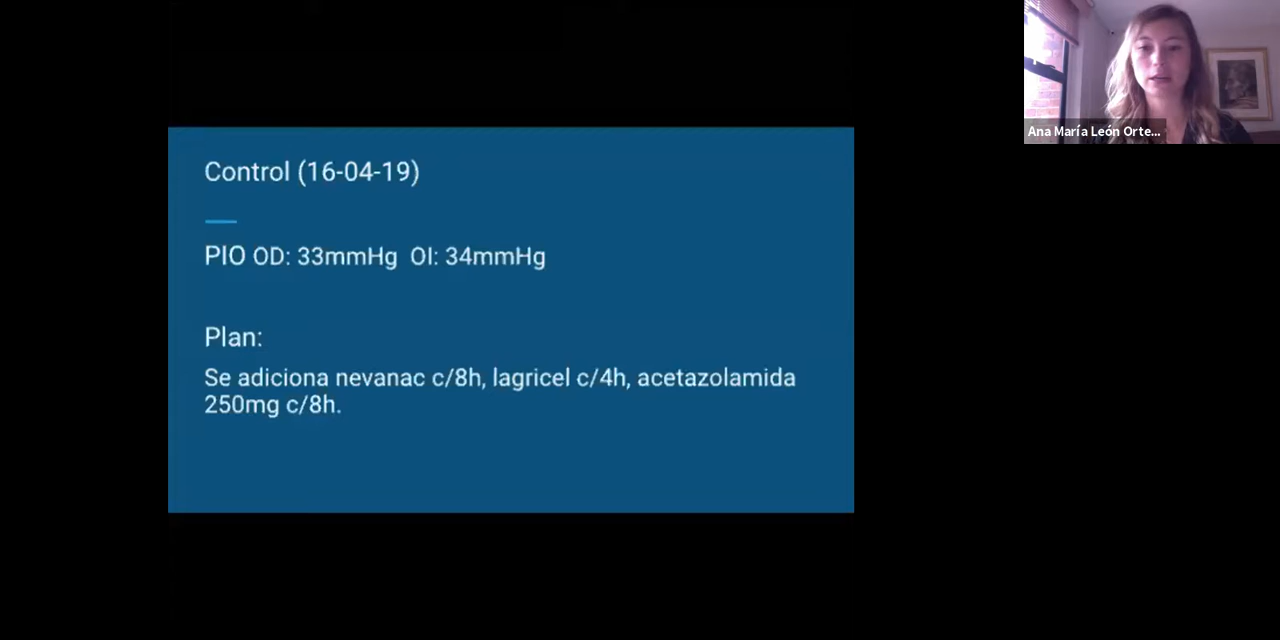 Control (16-04-19)
PIO OD: 33mmHg OI: 34mmHg
Plan:
Se adiciona nevanac c/8h, lagricel c/4h, acetazolamida
250mg c/8h.
Ana María León Orte...